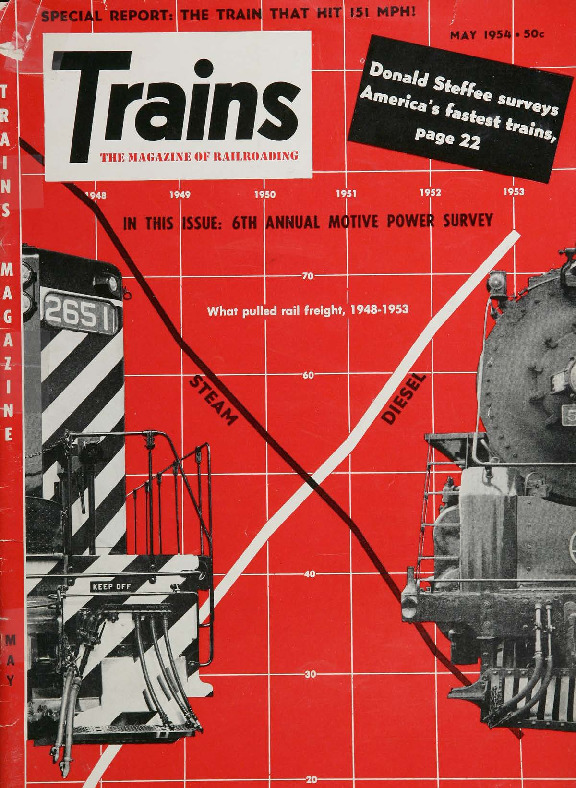 SPECIAL REPORT: THE TRAIN THAT HIT 151 MPH!
MAY 1954 • 50c
Trains
THE MAGAZINE OF RAILROADING
Donald Steffee surveys
America's fastest trains,
page 22
TRAINS MAGAZINE
MAY
1948 1949 1950 1951 1952 1953
IN THIS ISSUE: 6TH ANNUAL MOTIVE POWER SURVEY
70
What pulled rail freight, 1948-1953
2651
60
STEAM
DIESEL
40
KEEP OFF
30
20